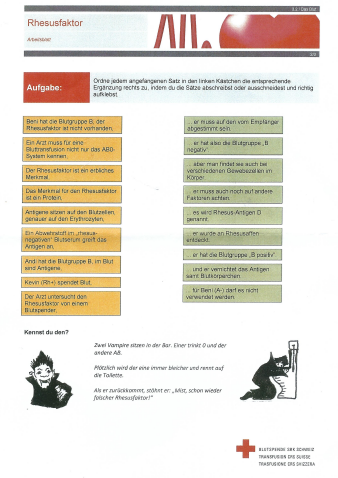 3.2 / Das Blut
Rhesusfaktor
Arbeitsblatt
2/3
Aufgabe:
Ordne jedem angefangenen Satz in den linken Kästchen die entsprechende
Ergänzung rechts zu, indem du die Sätze abschreibst oder ausschneidest und richtig
aufklebst.
Beni hat die Blutgruppe B, der
Rhesusfaktor ist nicht vorhanden,
... er muss auf den vom Empfänger
abgestimmt sein.
Ein Arzt muss für eine
Bluttransfusion nicht nur das AB0-
System kennen,
... er hat also die Blutgruppe „B
negativ“.
Der Rhesusfaktor ist ein erbliches
Merkmal.
... aber man findet sie auch bei
verschiedenen Gewebezellen im
Körper.
Das Merkmal für den Rhesusfaktor
ist ein Protein,
... er muss auch noch auf andere
Faktoren achten.
Antigene sitzen auf den Blutzellen,
genauer auf den Erythrozyten,
... es wird Rhesus-Antigen D
genannt.
Ein Abwehrstoff im „rhesus-
negativen“ Blutserum greift das
Antigen an,
... er wurde an Rhesusaffen
entdeckt.
Andi hat die Blutgruppe B, im Blut
sind Antigene,
... er hat die Blutgruppe „B positiv“.
Kevin (Rh+) spendet Blut,
... und er vernichtet das Antigen
samt Blutkörperchen.
Der Arzt untersucht den
Rhesusfaktor von einem
Blutspender,
... für Beni (A-) darf es nicht
verwendet werden.
Kennst du den?
Zwei Vampire sitzen in der Bar. Einer trinkt 0 und der
andere AB.
Plötzlich wird der eine immer bleicher und rennt auf
die Toilette.
Als er zurückkommt, stöhnt er: „Mist, schon wieder
falscher Rhesusfaktor!“
BLUTSPENDE SRK SCHWEIZ
TRANSFUSION CRS SUISSE
TRASFUSIONE CRS SVIZZERA